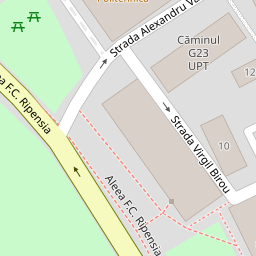 Politehnica
Strada Alexandru Va
Căminul
G23
UPT
12
Aleea F.C. Ripensia
Strada Virgil Birou
10
Aleea F.C. Ripensia